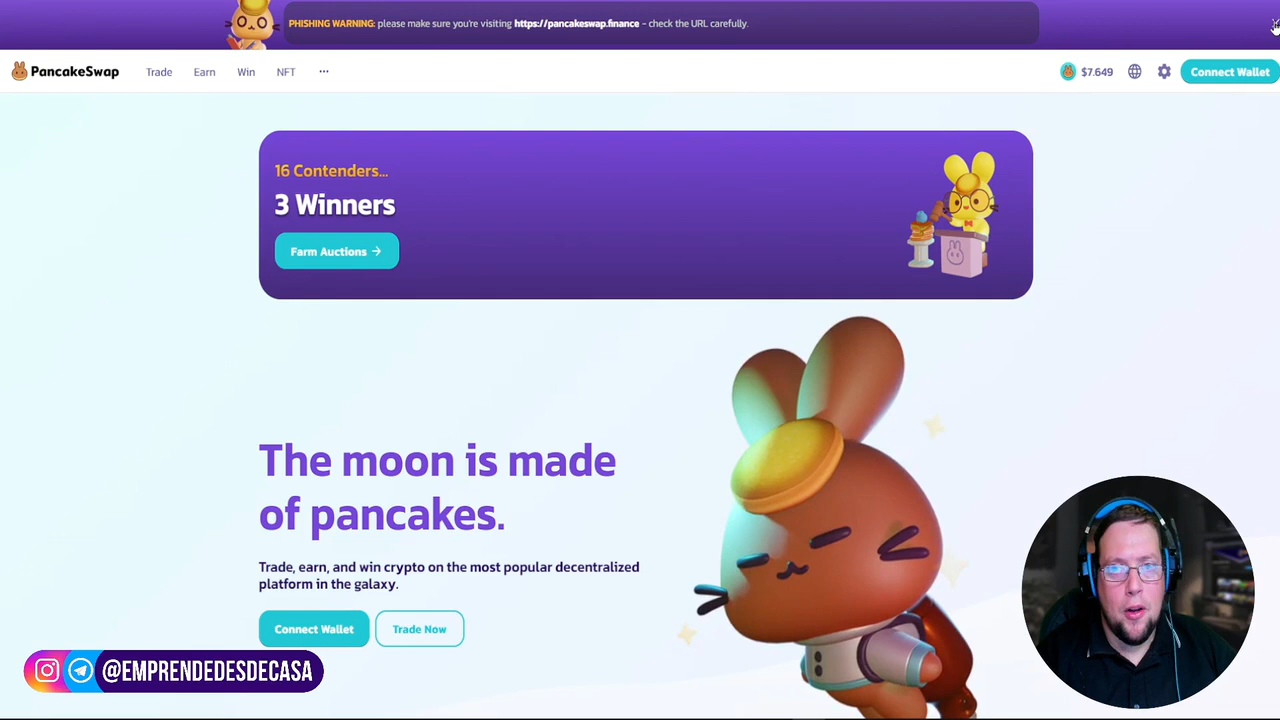 PHISHING WARNING: please make sure you're visiting https://pancakeswap.finance - check the URL carefully.
PancakeSwap Trade Earn Win NFT ··· $7.649 Connect Wallet
16 Contenders...
3 Winners
Farm Auctions →
The moon is made
of pancakes.
Trade, earn, and win crypto on the most popular decentralized
platform in the galaxy.
Connect Wallet Trade Now
@EMPRENDEDESDECASA